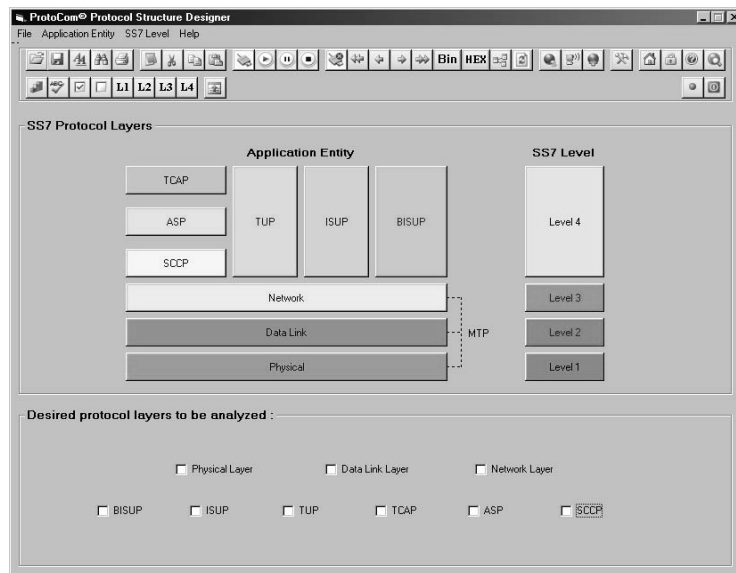 ProtoCom© Protocol Structure Designer
File Application Entity SS7 Level Help
Bin HEX
L1 L2 L3 L4
SS7 Protocol Layers
Application Entity SS7 Level
TCAP
ASP TUP ISUP BISUP Level 4
SCCP
Network Level 3
Data Link MTP Level 2
Physical Level 1
Desired protocol layers to be analyzed :
Physical Layer Data Link Layer Network Layer
BISUP ISUP TUP TCAP ASP SCCP